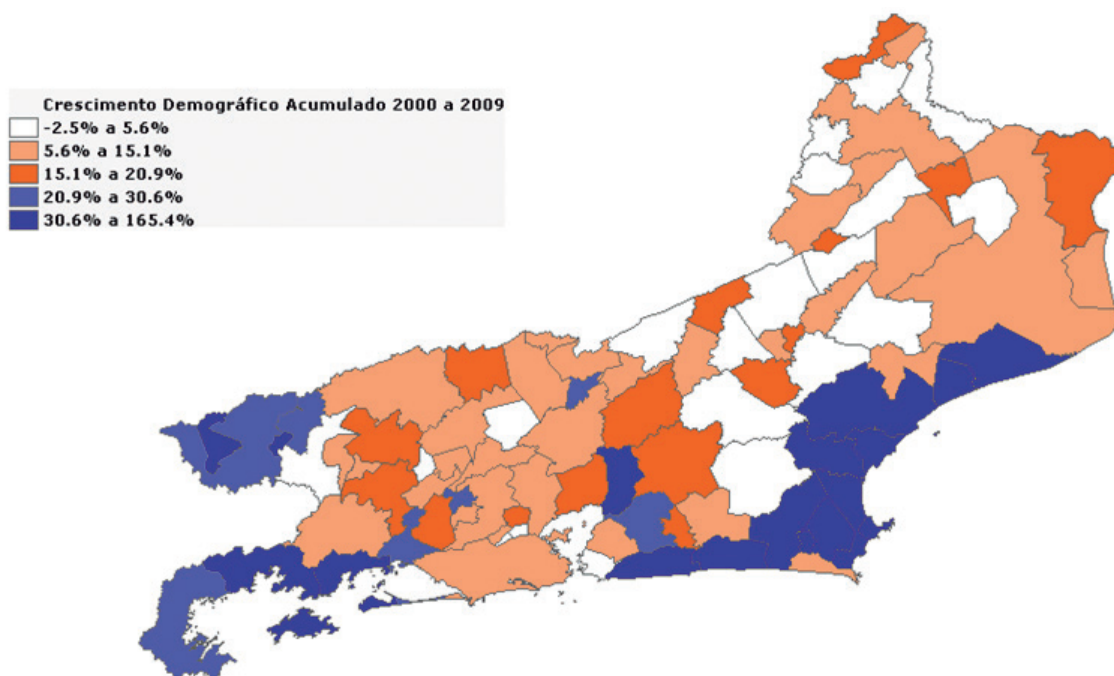 Crescimento Demográfico Acumulado 2000 a 2009
-2.5% a 5.6%
5.6% a 15.1%
15.1% a 20.9%
20.9% a 30.6%
30.6% a 165.4%